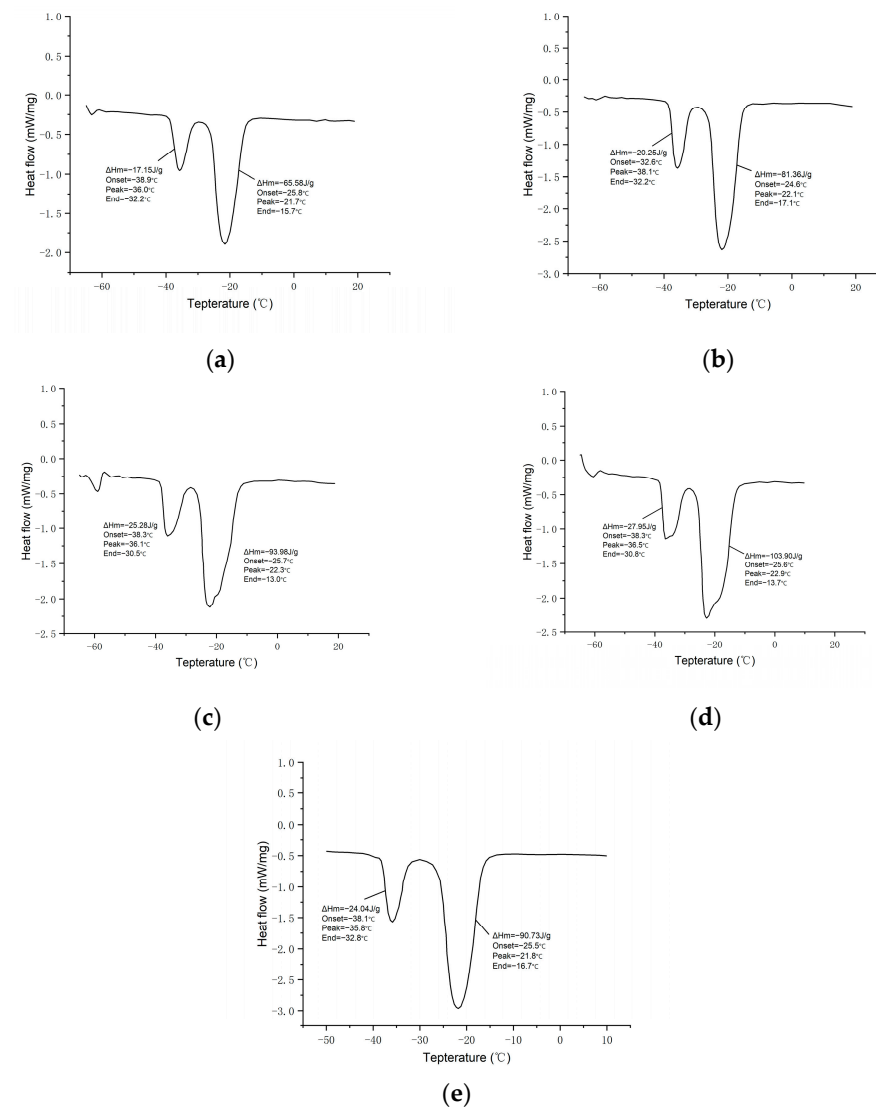 1.0
0.5
0.0
-0.5
-1.0
-1.5
-2.0
Heat flow (mW/mg)
ΔHm=−17.15J/g
Onset=−38.9℃
Peak=−36.0℃
End=−32.2℃
ΔHm=−65.58J/g
Onset=−25.8℃
Peak=−21.7℃
End=−15.7℃
-60 -40 -20 0 20
Tepterature (℃)
(a)
1.0
0.5
0.0
-0.5
-1.0
-1.5
-2.0
-2.5
-3.0
Heat flow (mW/mg)
ΔHm=−20.25J/g
Onset=−32.6℃
Peak=−38.1℃
End=−32.2℃
ΔHm=−81.36J/g
Onset=−24.6℃
Peak=−22.1℃
End=−17.1℃
-60 -40 -20 0 20
Tepterature (℃)
(b)
1.0
0.5
0.0
-0.5
-1.0
-1.5
-2.0
-2.5
Heat flow (mW/mg)
ΔHm=−25.28J/g
Onset=−38.3℃
Peak=−36.1℃
End=−30.5℃
ΔHm=−93.98J/g
Onset=−25.7℃
Peak=−22.3℃
End=−13.0℃
-60 -40 -20 0 20
Tepterature (℃)
(c)
1.0
0.5
0.0
-0.5
-1.0
-1.5
-2.0
-2.5
Heat flow (mW/mg)
ΔHm=−27.95J/g
Onset=−38.3℃
Peak=−36.5℃
End=−30.8℃
ΔHm=−103.90J/g
Onset=−25.6℃
Peak=−22.9℃
End=−13.7℃
-60 -40 -20 0 20
Tepterature (℃)
(d)
1.0
0.5
0.0
-0.5
-1.0
-1.5
-2.0
-2.5
-3.0
Heat flow (mW/mg)
ΔHm=−24.04J/g
Onset=−38.1℃
Peak=−35.8℃
End=−32.8℃
ΔHm=−90.73J/g
Onset=−25.5℃
Peak=−21.8℃
End=−16.7℃
-50 -40 -30 -20 -10 0 10
Tepterature (℃)
(e)